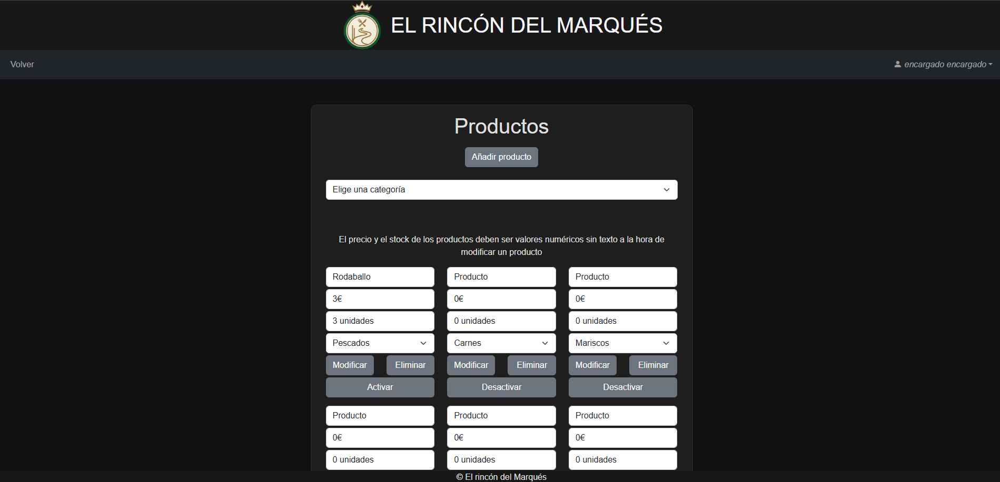 EL RINCÓN DEL MARQUÉS
Volver
encargado encargado
Productos
Añadir producto
Elige una categoría
El precio y el stock de los productos deben ser valores numéricos sin texto a la hora de
modificar un producto
Rodaballo Producto Producto
3€ 0€ 0€
3 unidades 0 unidades 0 unidades
Pescados Carnes Mariscos
Modificar Eliminar Modificar Eliminar Modificar Eliminar
Activar Desactivar Desactivar
Producto Producto Producto
0€ 0€ 0€
0 unidades 0 unidades 0 unidades
© El rincón del Marqués